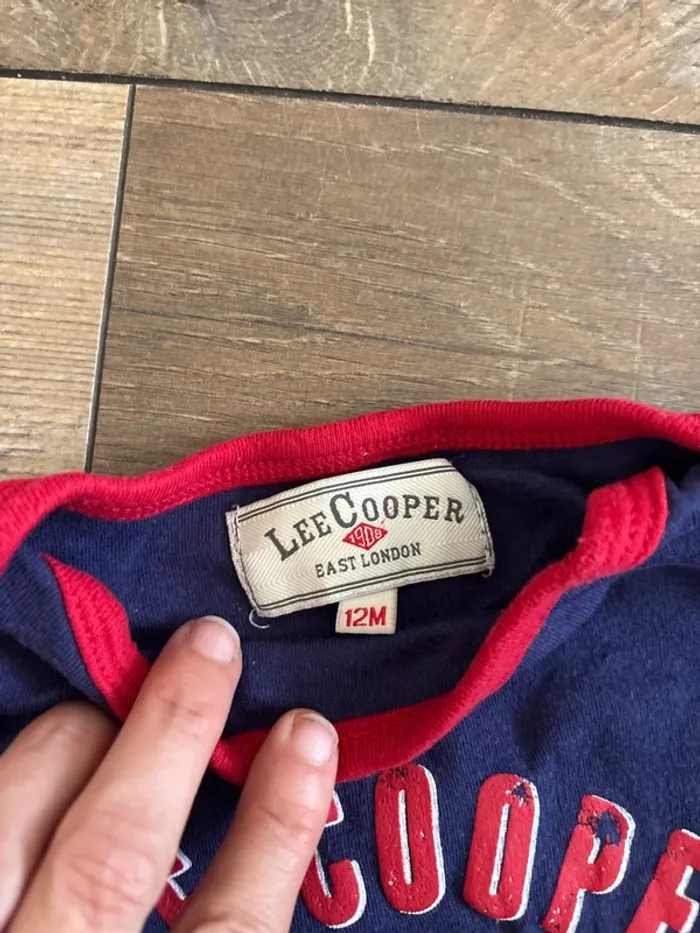 LEE COOPER
1908
EAST LONDON
12M
COOPE